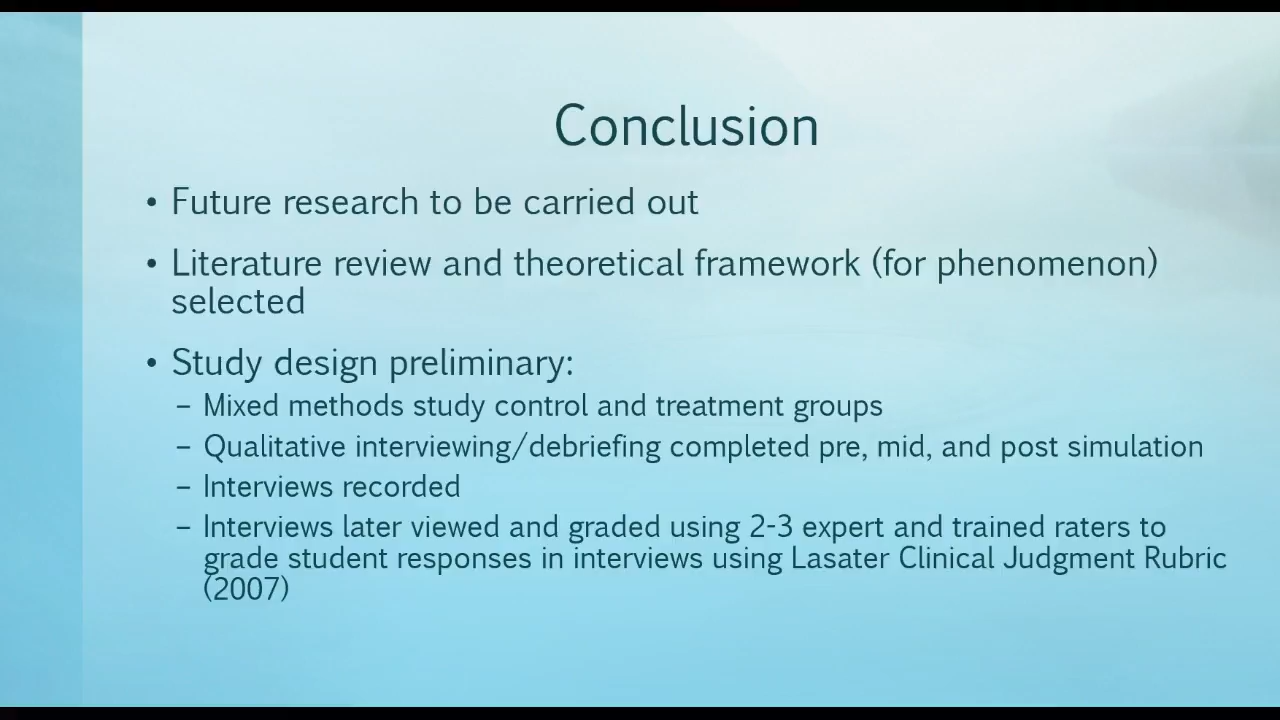 Conclusion
• Future research to be carried out
• Literature review and theoretical framework (for phenomenon)
selected
• Study design preliminary:
– Mixed methods study control and treatment groups
– Qualitative interviewing/debriefing completed pre, mid, and post simulation
– Interviews recorded
– Interviews later viewed and graded using 2-3 expert and trained raters to
grade student responses in interviews using Lasater Clinical Judgment Rubric
(2007)